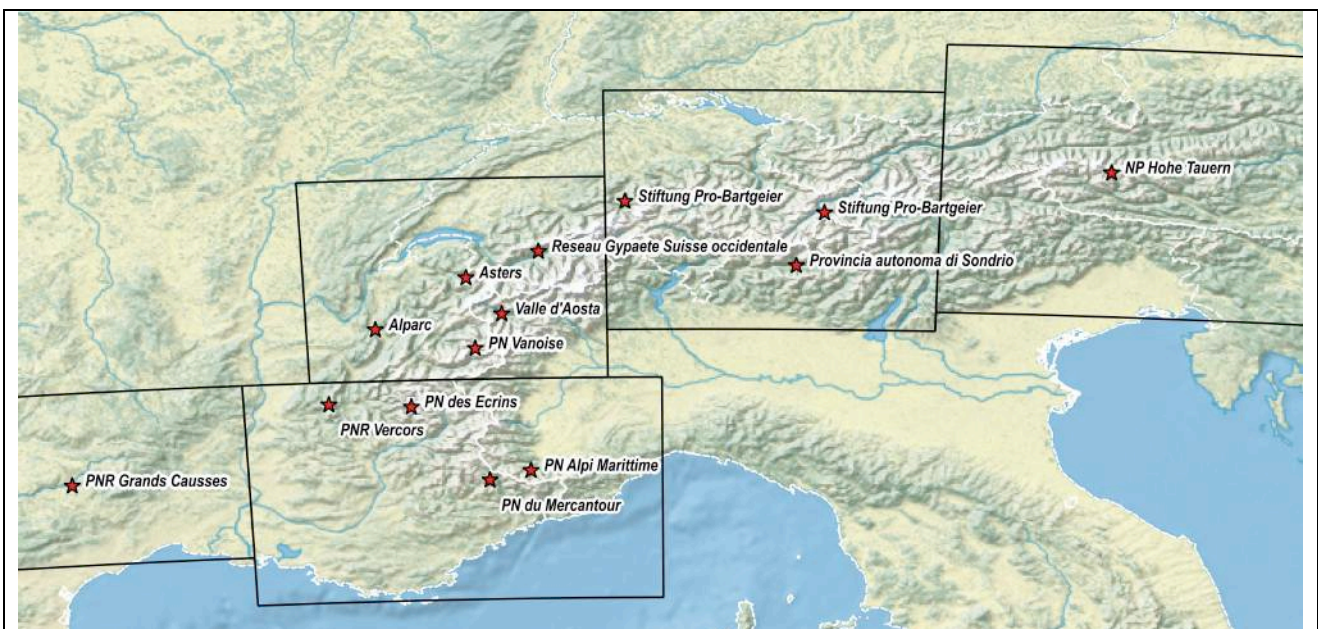 NP Hohe Tauern
Stiftung Pro-Bartgeier
Stiftung Pro-Bartgeier
Reseau Gypaete Suisse occidentale
Provincia autonoma di Sondrio
Asters
Valle d'Aosta
Alparc
PN Vanoise
PN des Ecrins
PNR Vercors
PN Alpi Marittime
PNR Grands Causses
PN du Mercantour